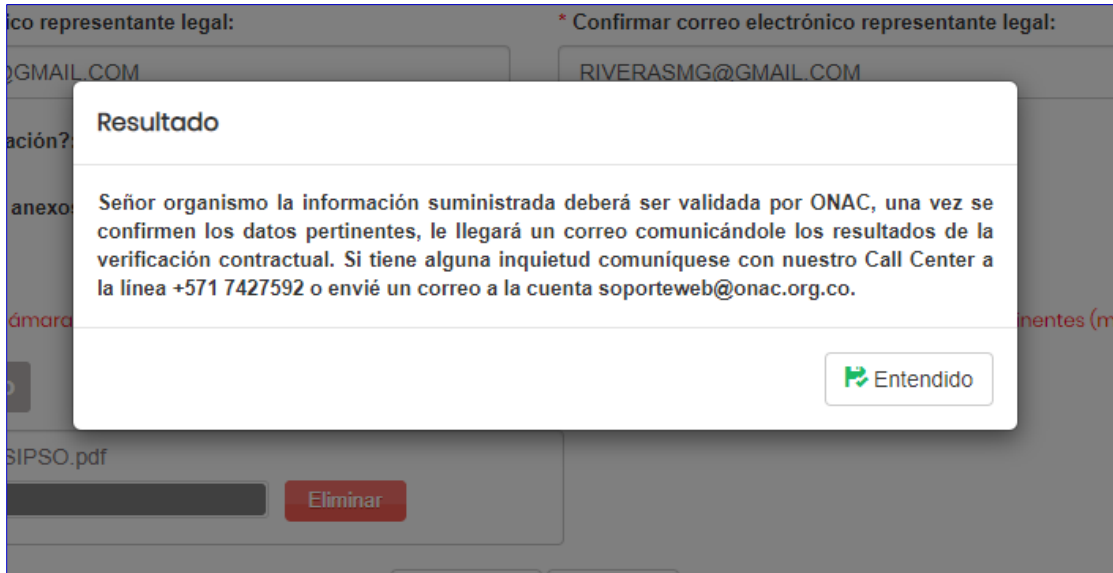 ico representante legal:
* Confirmar correo electrónico representante legal:
@GMAIL.COM
RIVERASMG@GMAIL.COM
Resultado
ación?:
anexo
Señor organismo la información suministrada deberá ser validada por ONAC, una vez se
confirmen los datos pertinentes, le llegará un correo comunicándole los resultados de la
verificación contractual. Si tiene alguna inquietud comuníquese con nuestro Call Center a
la línea +571 7427592 o envié un correo a la cuenta soporteweb@onac.org.co.
ámara
inentes (m
Entendido
SIPSO.pdf
Eliminar